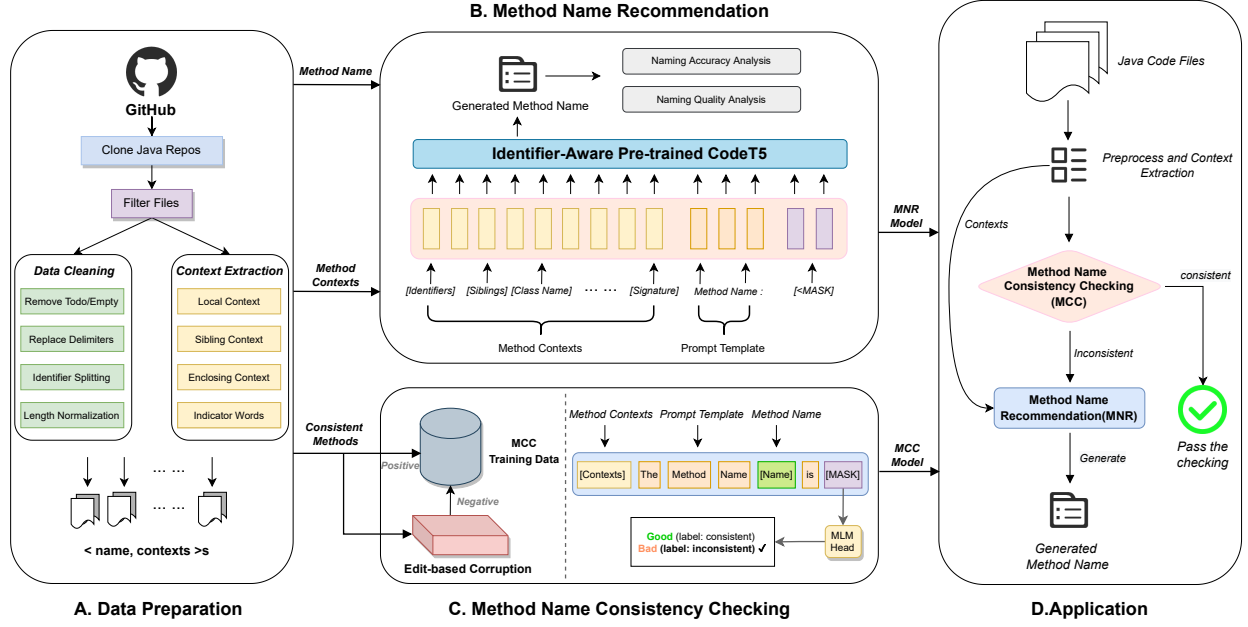 B. Method Name Recommendation
GitHub
Clone Java Repos
Filter Files
Data Cleaning
Remove Todo/Empty
Replace Delimiters
Identifier Splitting
Length Normalization
Context Extraction
Local Context
Sibling Context
Enclosing Context
Indicator Words
... ...
... ...
< name, contexts >s
A. Data Preparation
Method Name
Method
Contexts
Consistent
Methods
Generated Method Name
Naming Accuracy Analysis
Naming Quality Analysis
Identifier-Aware Pre-trained CodeT5
[Identifiers]
[Siblings]
[Class Name]
... ...
[Signature]
Method Name :
[<MASK]
Method Contexts
Prompt Template
Positive
MCC
Training Data
Negative
Edit-based Corruption
Method Contexts
Prompt Template
Method Name
[Contexts]
The
Method
Name
[Name]
is
[MASK]
Good (label: consistent)
Bad (label: inconsistent) ✓
MLM
Head
C. Method Name Consistency Checking
MNR
Model
MCC
Model
Java Code Files
Preprocess and Context
Extraction
Contexts
Method Name
Consistency Checking
(MCC)
consistent
Inconsistent
Method Name
Recommendation(MNR)
Pass the
checking
Generate
Generated
Method Name
D.Application